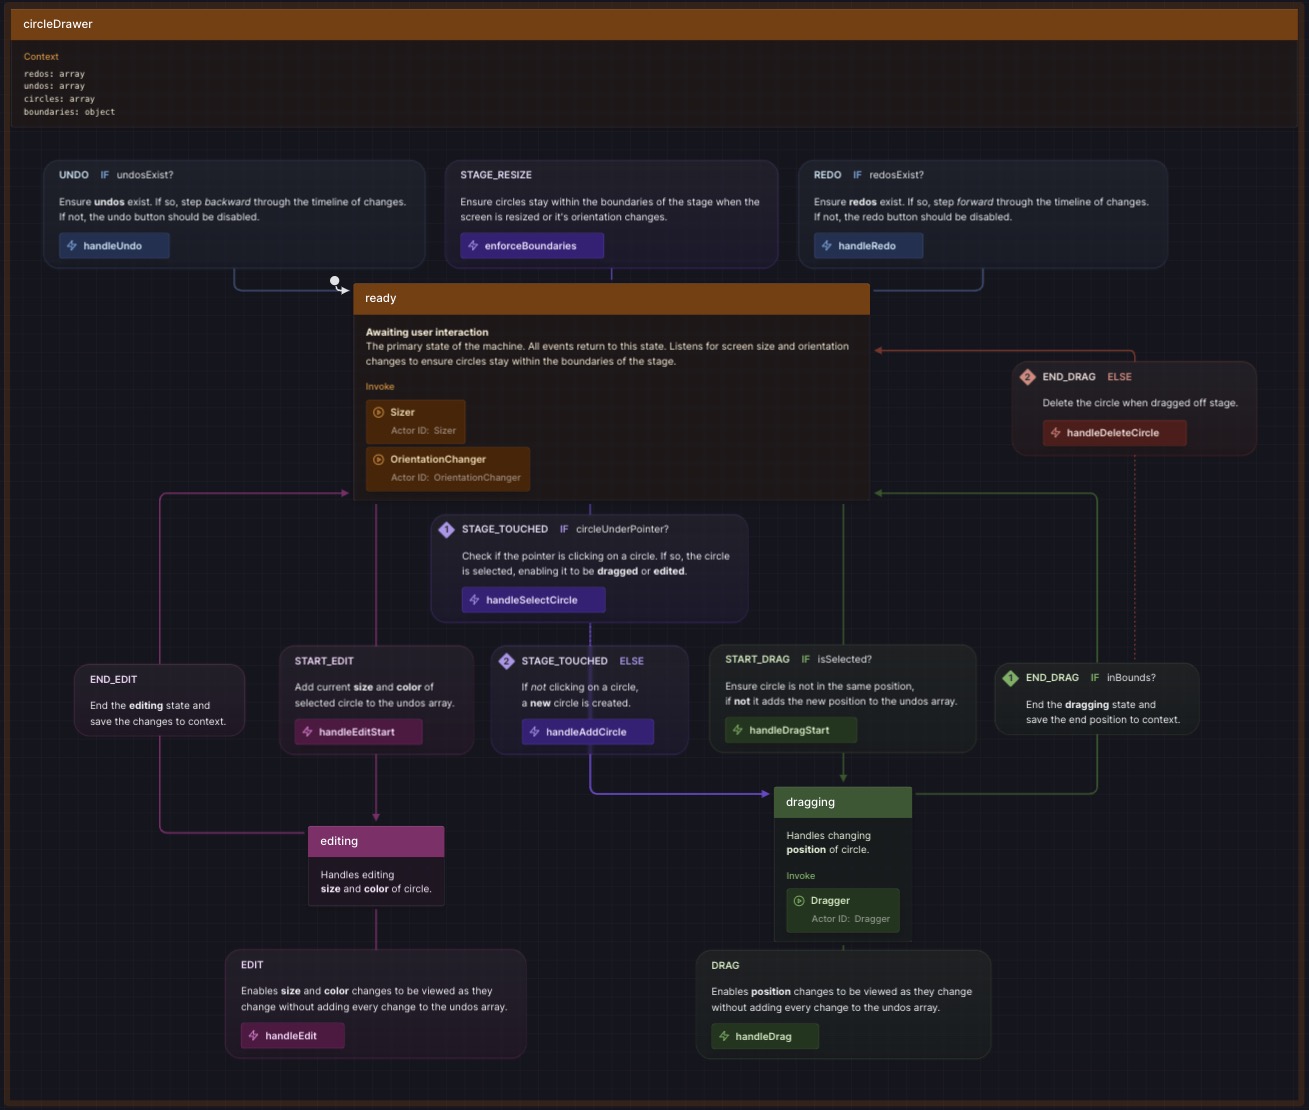 circleDrawer
Context
redos: array
undos: array
circles: array
boundaries: object
UNDO IF undosExist?
Ensure undos exist. If so, step backward through the timeline of changes.
If not, the undo button should be disabled.
handleUndo
STAGE_RESIZE
Ensure circles stay within the boundaries of the stage when the
screen is resized or it's orientation changes.
enforceBoundaries
REDO IF redosExist?
Ensure redos exist. If so, step forward through the timeline of changes.
If not, the redo button should be disabled.
handleRedo
ready
Awaiting user interaction
The primary state of the machine. All events return to this state. Listens for screen size and orientation
changes to ensure circles stay within the boundaries of the stage.
Invoke
Sizer
Actor ID: Sizer
OrientationChanger
Actor ID: OrientationChanger
2 END_DRAG ELSE
Delete the circle when dragged off stage.
handleDeleteCircle
1 STAGE_TOUCHED IF circleUnderPointer?
Check if the pointer is clicking on a circle. If so, the circle
is selected, enabling it to be dragged or edited.
handleSelectCircle
END_EDIT
End the editing state and
save the changes to context.
START_EDIT
Add current size and color of
selected circle to the undos array.
handleEditStart
2 STAGE_TOUCHED ELSE
If not clicking on a circle,
a new circle is created.
handleAddCircle
START_DRAG IF isSelected?
Ensure circle is not in the same position,
if not it adds the new position to the undos array.
handleDragStart
1 END_DRAG IF inBounds?
End the dragging state and
save the end position to context.
editing
Handles editing
size and color of circle.
dragging
Handles changing
position of circle.
Invoke
Dragger
Actor ID: Dragger
EDIT
Enables size and color changes to be viewed as they
change without adding every change to the undos array.
handleEdit
DRAG
Enables position changes to be viewed as they change
without adding every change to the undos array.
handleDrag